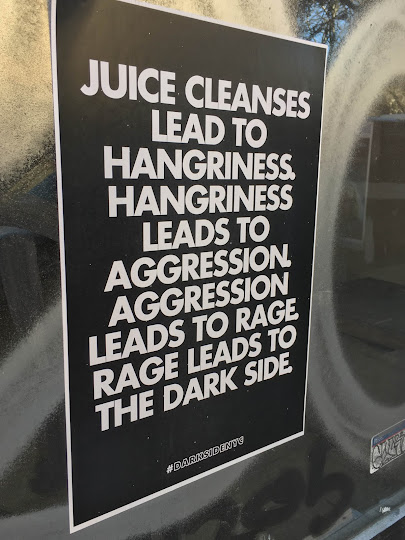 JUICE CLEANSES
LEAD TO
HANGRINESS.
HANGRINESS
LEADS TO
AGGRESSION.
AGGRESSION
LEADS TO RAGE.
RAGE LEADS TO
THE DARK SIDE.
#DARKSIDENYC